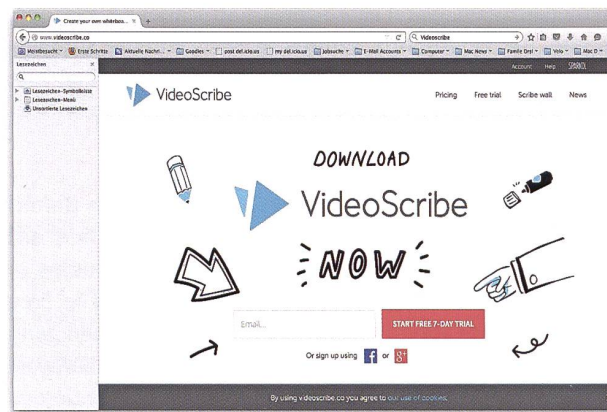 Create your own whiteboa...
www.videoscribe.co
Videoscribe
Meistbesucht
Erste Schritte
Aktuelle Nachri...
Goodies
post del.icio.us
my del.icio.us
Jobsuche
E-Mail Accounts
Computer
Mac News
Familie Drei
Velo
Mac D
Lesezeichen
Account Help
Lesezeichen-Symbolleiste
Lesezeichen-Menü
Unsortierte Lesezeichen
VideoScribe
Pricing Free trial Scribe wall News
DOWNLOAD
VideoScribe
NOW
Email...
START FREE 7-DAY TRIAL
Or sign up using f or g+
By using videoscribe.co you agree to our use of cookies.